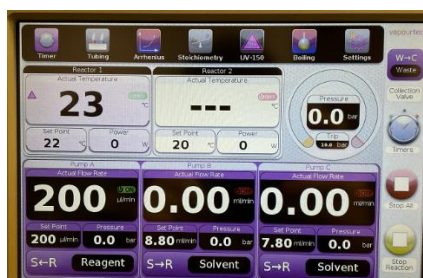 Timer Tubing Arrhenius Stoichiometry UV-150 Boiling Settings
vapourtec
Reactor 1
Actual Temperature
23 °C
Set Point Power
22 °C 0 W
Reactor 2
Actual Temperature
--- °C
Set Point Power
20 °C 0 W
Pressure
0.0 bar
Trip
bar
W→C
Waste
Collection
Valve
Timers
Stop All
Stop
Reaction
Pump A
Actual Flow Rate
200 µl/min
Set Point Pressure
200 µl/min 0.0 bar
S←R Reagent
Pump B
Actual Flow Rate
0.00 ml/min
Set Point Pressure
8.80 ml/min 0.0 bar
S→R Solvent
Pump C
Actual Flow Rate
0.00 ml/min
Set Point Pressure
7.80 ml/min 0.0 bar
S→R Solvent